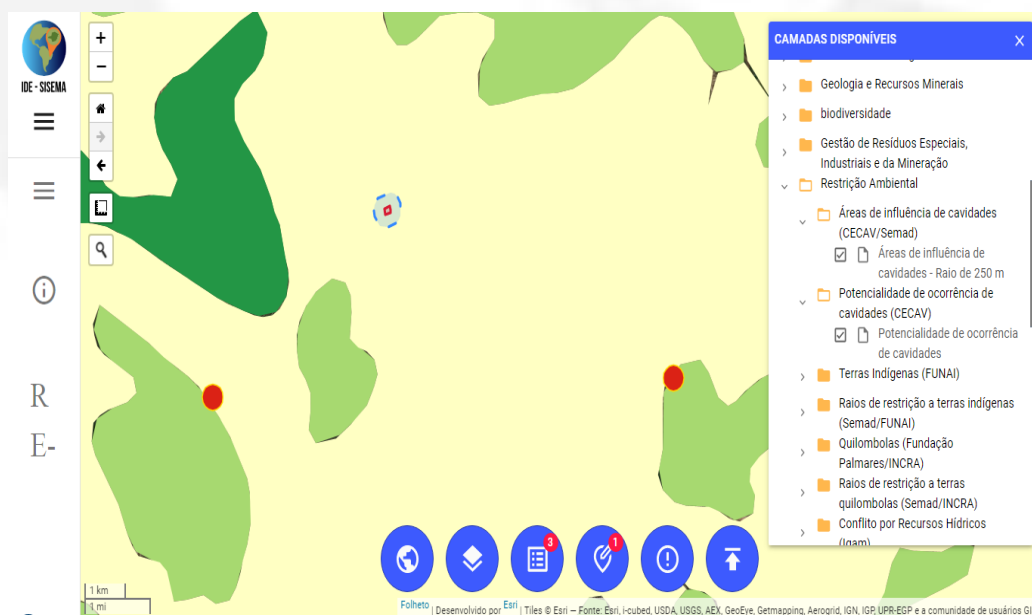 IDE - SISEMA
R
E-
+
−
1 km
1 mi
3
1
CAMADAS DISPONÍVEIS
X
Geologia e Recursos Minerais
biodiversidade
Gestão de Resíduos Especiais,
Industriais e da Mineração
Restrição Ambiental
Áreas de influência de cavidades
(CECAV/Semad)
Áreas de influência de
cavidades - Raio de 250 m
Potencialidade de ocorrência de
cavidades (CECAV)
Potencialidade de ocorrência
de cavidades
Terras Indígenas (FUNAI)
Raios de restrição a terras indígenas
(Semad/FUNAI)
Quilombolas (Fundação
Palmares/INCRA)
Raios de restrição a terras
quilombolas (Semad/INCRA)
Conflito por Recursos Hídricos
(Igam)
Folheto | Desenvolvido por Esri | Tiles © Esri — Fonte: Esri, i-cubed, USDA, USGS, AEX, GeoEye, Getmapping, Aerogrid, IGN, IGP, UPR-EGP e a comunidade de usuários